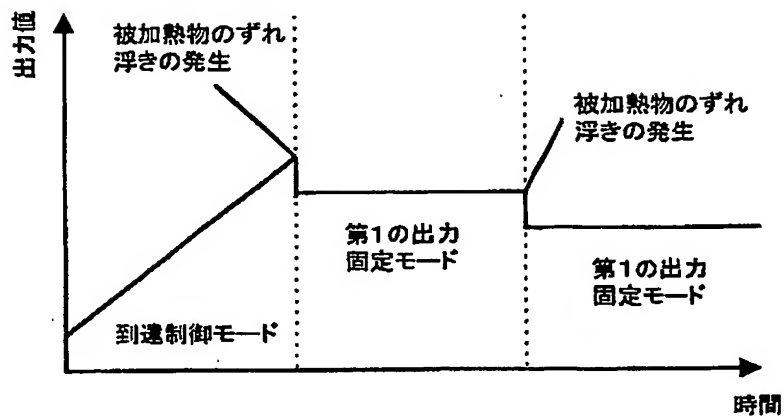 出力値
被加熱物のずれ
浮きの発生
被加熱物のずれ
浮きの発生
第1の出力
固定モード
第1の出力
固定モード
到達制御モード
時間